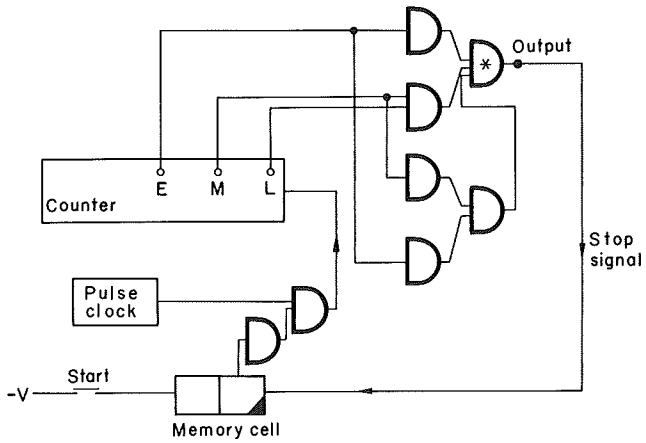 Output
*
E M L
Counter
Stop
signal
Pulse
clock
Start
-V
Memory cell